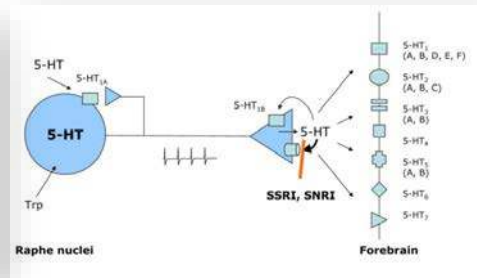 5-HT
5-HT1A
5-HT
Trp
Raphe nuclei
5-HT1B
5-HT
SSRI, SNRI
5-HT1
(A, B, D, E, F)
5-HT2
(A, B, C)
5-HT3
(A, B)
5-HT4
5-HT5
(A, B)
5-HT6
5-HT7
Forebrain